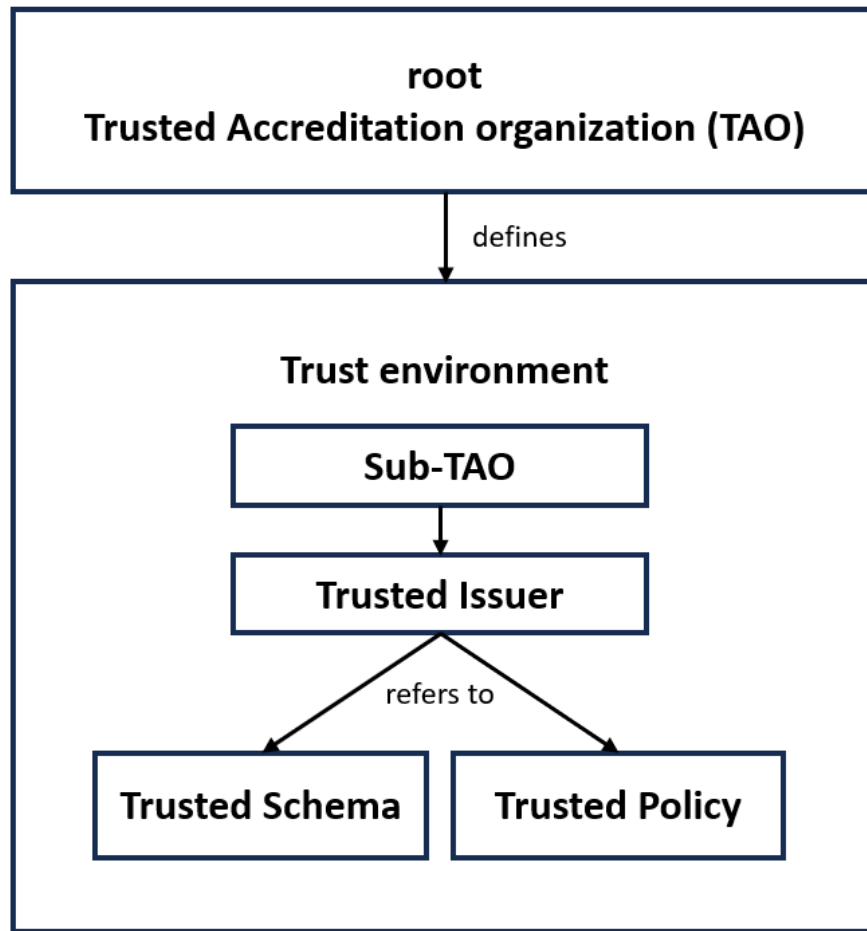 root
Trusted Accreditation organization (TAO)
defines
Trust environment
Sub-TAO
Trusted Issuer
refers to
Trusted Schema
Trusted Policy